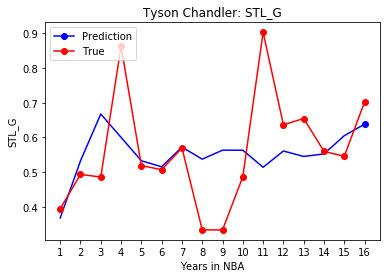 Tyson Chandler: STL_G
Prediction
True
0.9
0.8
0.7
0.6
0.5
0.4
STL_G
1 2 3 4 5 6 7 8 9 10 11 12 13 14 15 16
Years in NBA